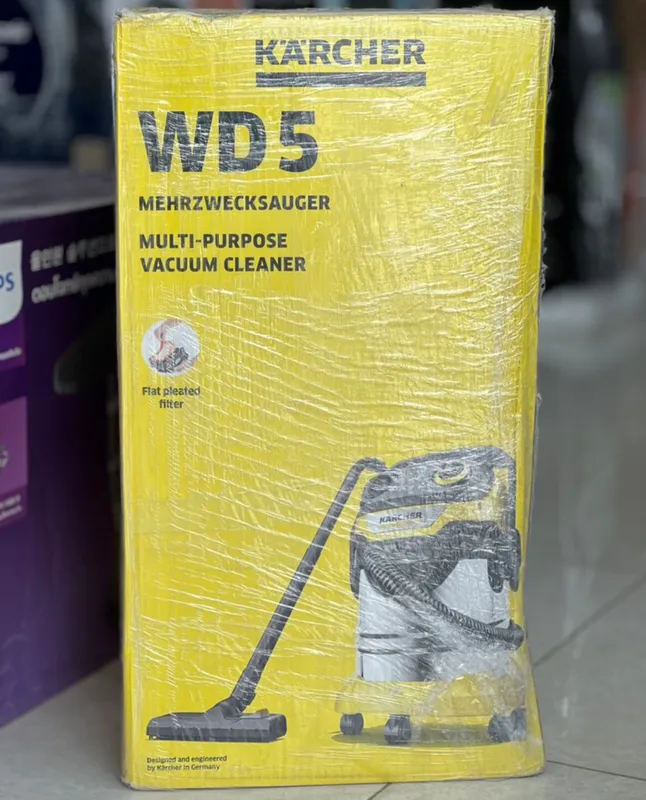 KÄRCHER
WD 5
MEHRZWECKSAUGER
MULTI-PURPOSE
VACUUM CLEANER
Flat pleated
filter
KÄRCHER
Designed and engineered
by Kärcher in Germany
PS